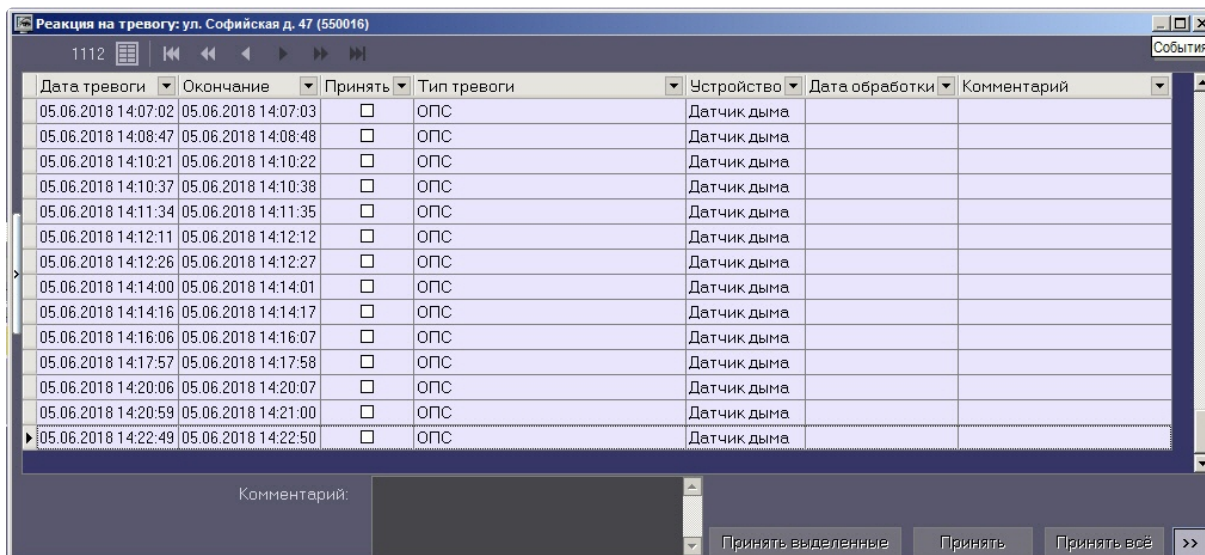 Реакция на тревогу: ул. Софийская д. 47 (550016)
События
1112
Дата тревоги Окончание Принять Тип тревоги Устройство Дата обработки Комментарий
05.06.2018 14:07:02 05.06.2018 14:07:03 ОПС Датчик дыма
05.06.2018 14:08:47 05.06.2018 14:08:48 ОПС Датчик дыма
05.06.2018 14:10:21 05.06.2018 14:10:22 ОПС Датчик дыма
05.06.2018 14:10:37 05.06.2018 14:10:38 ОПС Датчик дыма
05.06.2018 14:11:34 05.06.2018 14:11:35 ОПС Датчик дыма
05.06.2018 14:12:11 05.06.2018 14:12:12 ОПС Датчик дыма
05.06.2018 14:12:26 05.06.2018 14:12:27 ОПС Датчик дыма
05.06.2018 14:14:00 05.06.2018 14:14:01 ОПС Датчик дыма
05.06.2018 14:14:16 05.06.2018 14:14:17 ОПС Датчик дыма
05.06.2018 14:16:06 05.06.2018 14:16:07 ОПС Датчик дыма
05.06.2018 14:17:57 05.06.2018 14:17:58 ОПС Датчик дыма
05.06.2018 14:20:06 05.06.2018 14:20:07 ОПС Датчик дыма
05.06.2018 14:20:59 05.06.2018 14:21:00 ОПС Датчик дыма
05.06.2018 14:22:49 05.06.2018 14:22:50 ОПС Датчик дыма
Комментарий:
Принять выделенные Принять Принять всё >>